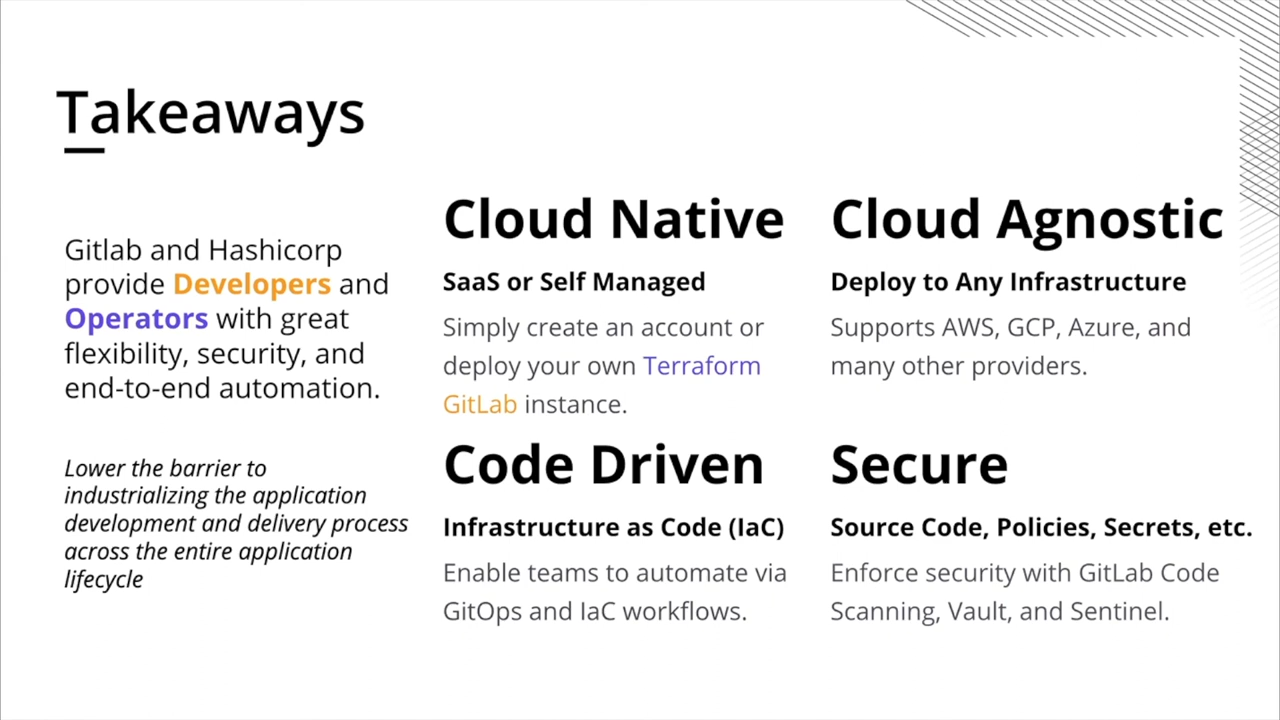 Takeaways
Gitlab and Hashicorp
provide Developers and
Operators with great
flexibility, security, and
end-to-end automation.
Lower the barrier to
industrializing the application
development and delivery process
across the entire application
lifecycle
Cloud Native
SaaS or Self Managed
Simply create an account or
deploy your own Terraform
GitLab instance.
Cloud Agnostic
Deploy to Any Infrastructure
Supports AWS, GCP, Azure, and
many other providers.
Code Driven
Infrastructure as Code (IaC)
Enable teams to automate via
GitOps and IaC workflows.
Secure
Source Code, Policies, Secrets, etc.
Enforce security with GitLab Code
Scanning, Vault, and Sentinel.